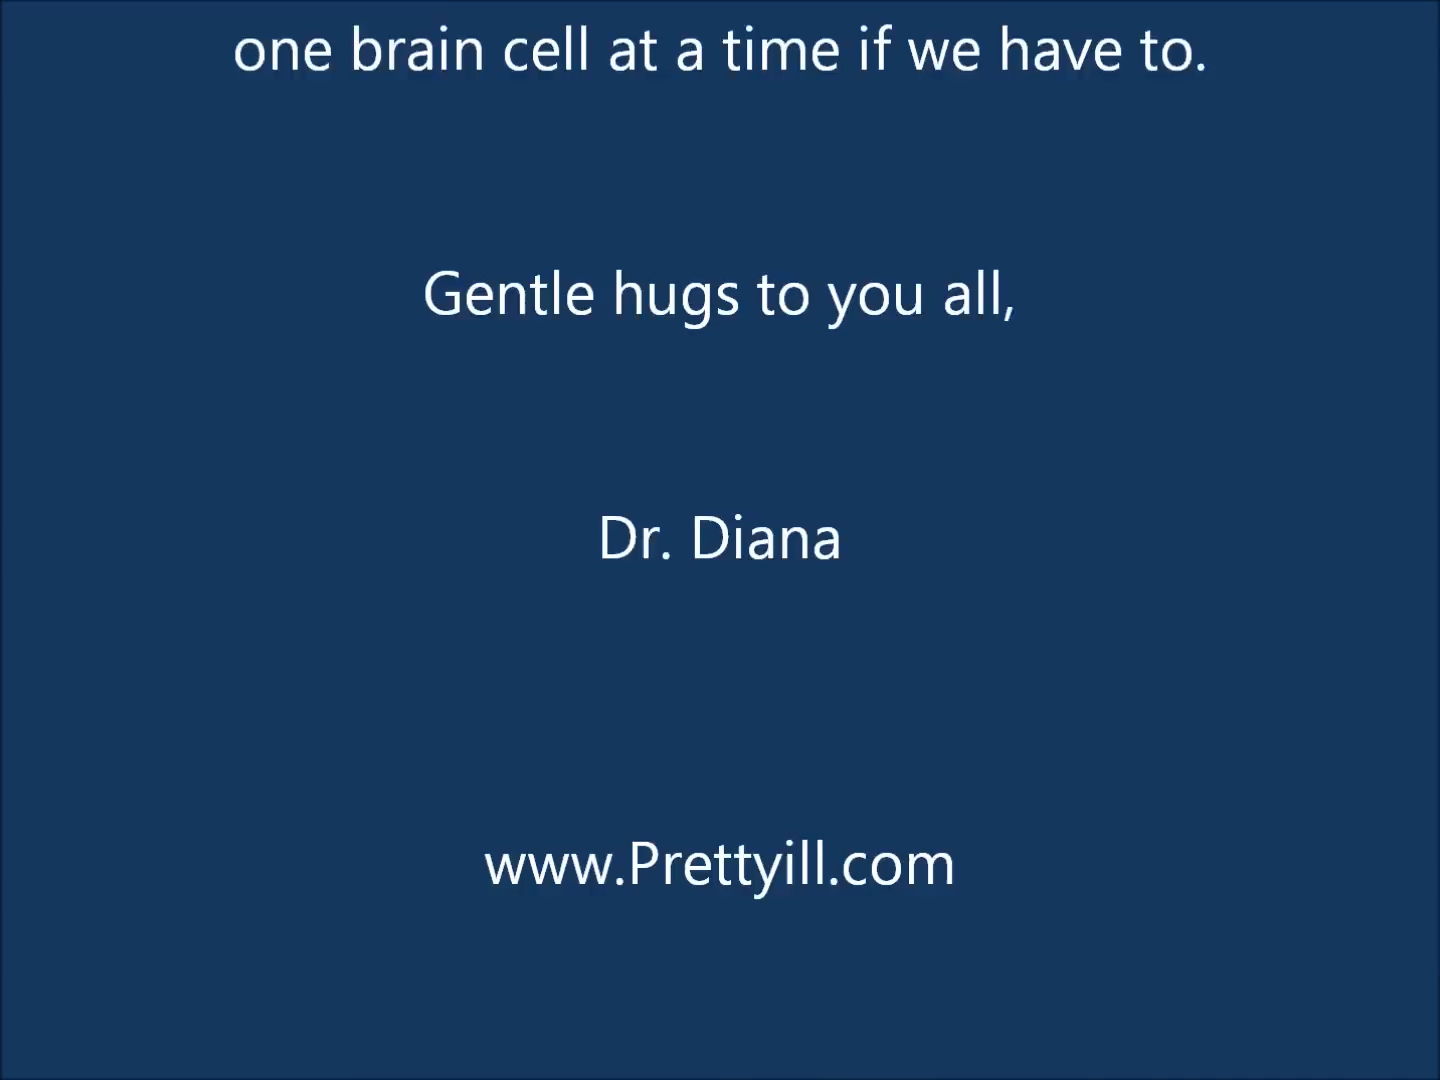 one brain cell at a time if we have to.
Gentle hugs to you all,
Dr. Diana
www.Prettyill.com